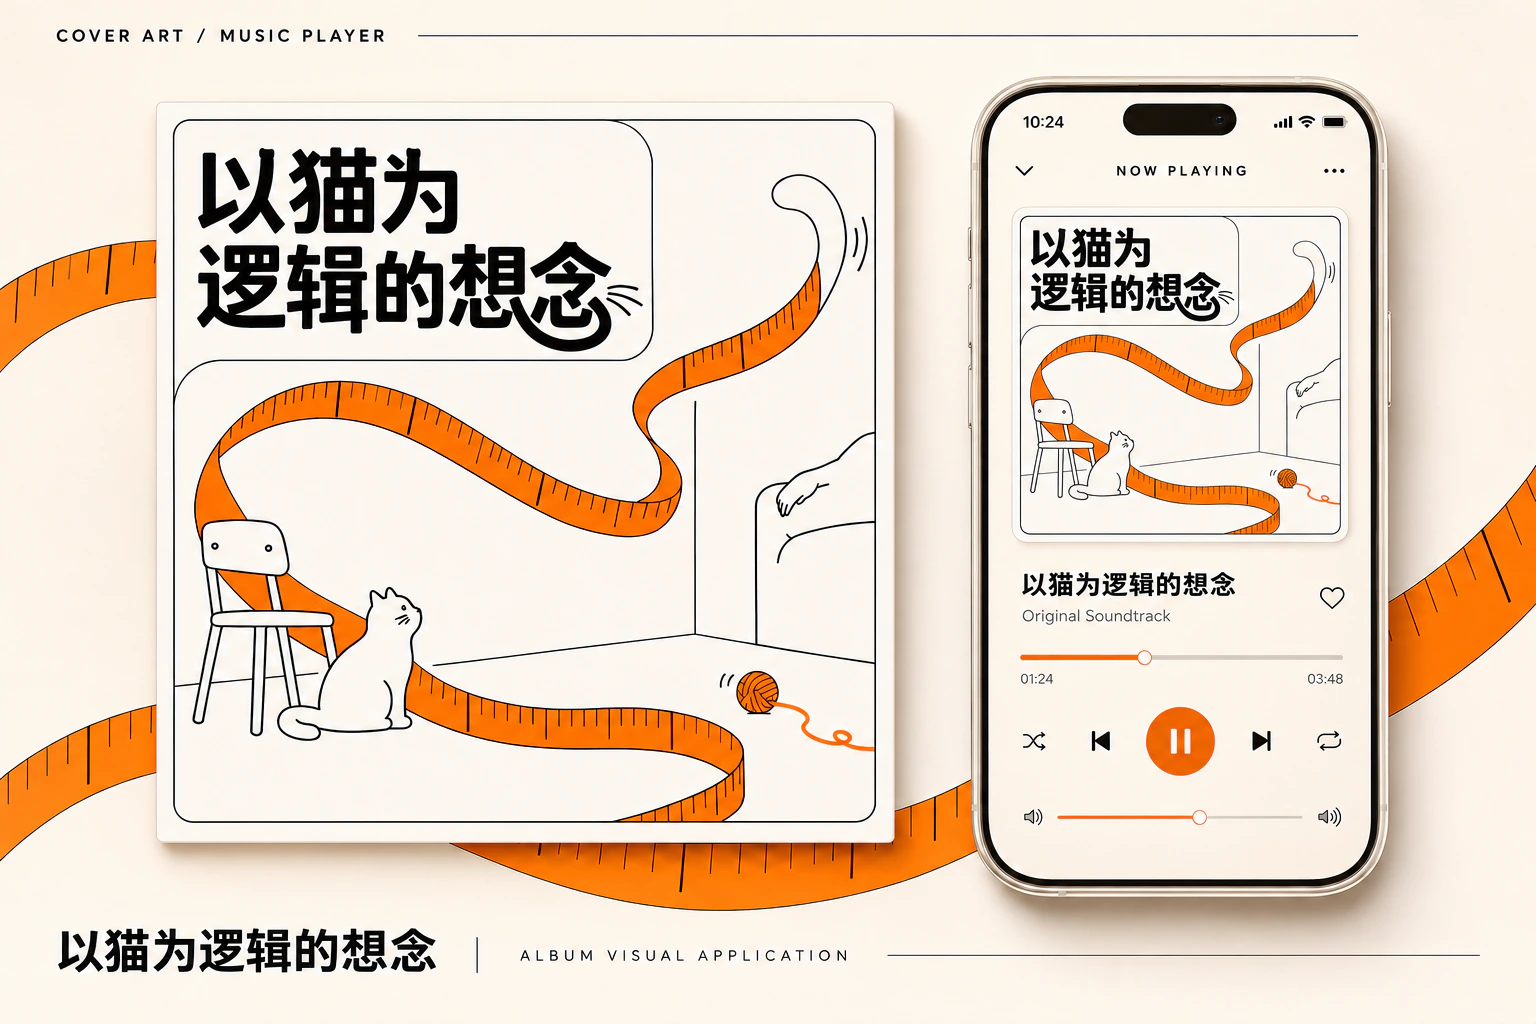 COVER ART / MUSIC PLAYER
以猫为
逻辑的想念
10:24
NOW PLAYING
以猫为
逻辑的想念
以猫为逻辑的想念
Original Soundtrack
01:24
03:48
以猫为逻辑的想念
ALBUM VISUAL APPLICATION